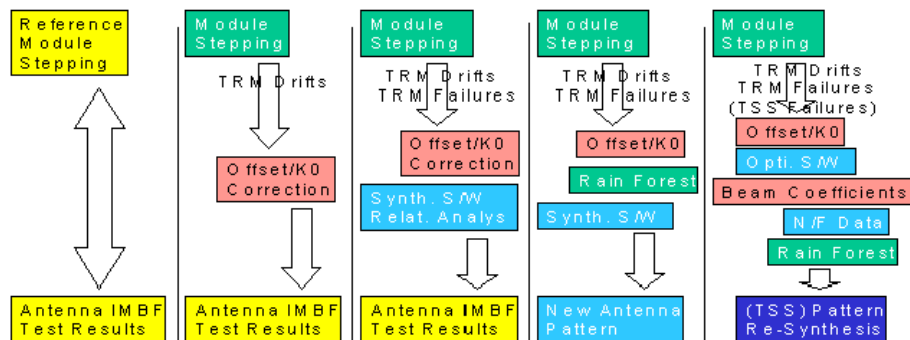 Reference
Module
Stepping
Antenna IMBF
Test Results
Module
Stepping
TRM Drifts
Offset/K0
Correction
Antenna IMBF
Test Results
Module
Stepping
TRM Drifts
TRM Failures
Offset/K0
Correction
Synth. S/W
Relat. Analys
Antenna IMBF
Test Results
Module
Stepping
TRM Drifts
TRM Failures
Offset/K0
Rain Forest
Synth. S/W
New Antenna
Pattern
Module
Stepping
TRM Drifts
TRM Failures
(TSS Failures)
Offset/K0
Opti. S/W
Beam Coefficients
N/F Data
Rain Forest
(TSS) Pattern
Re-Synthesis